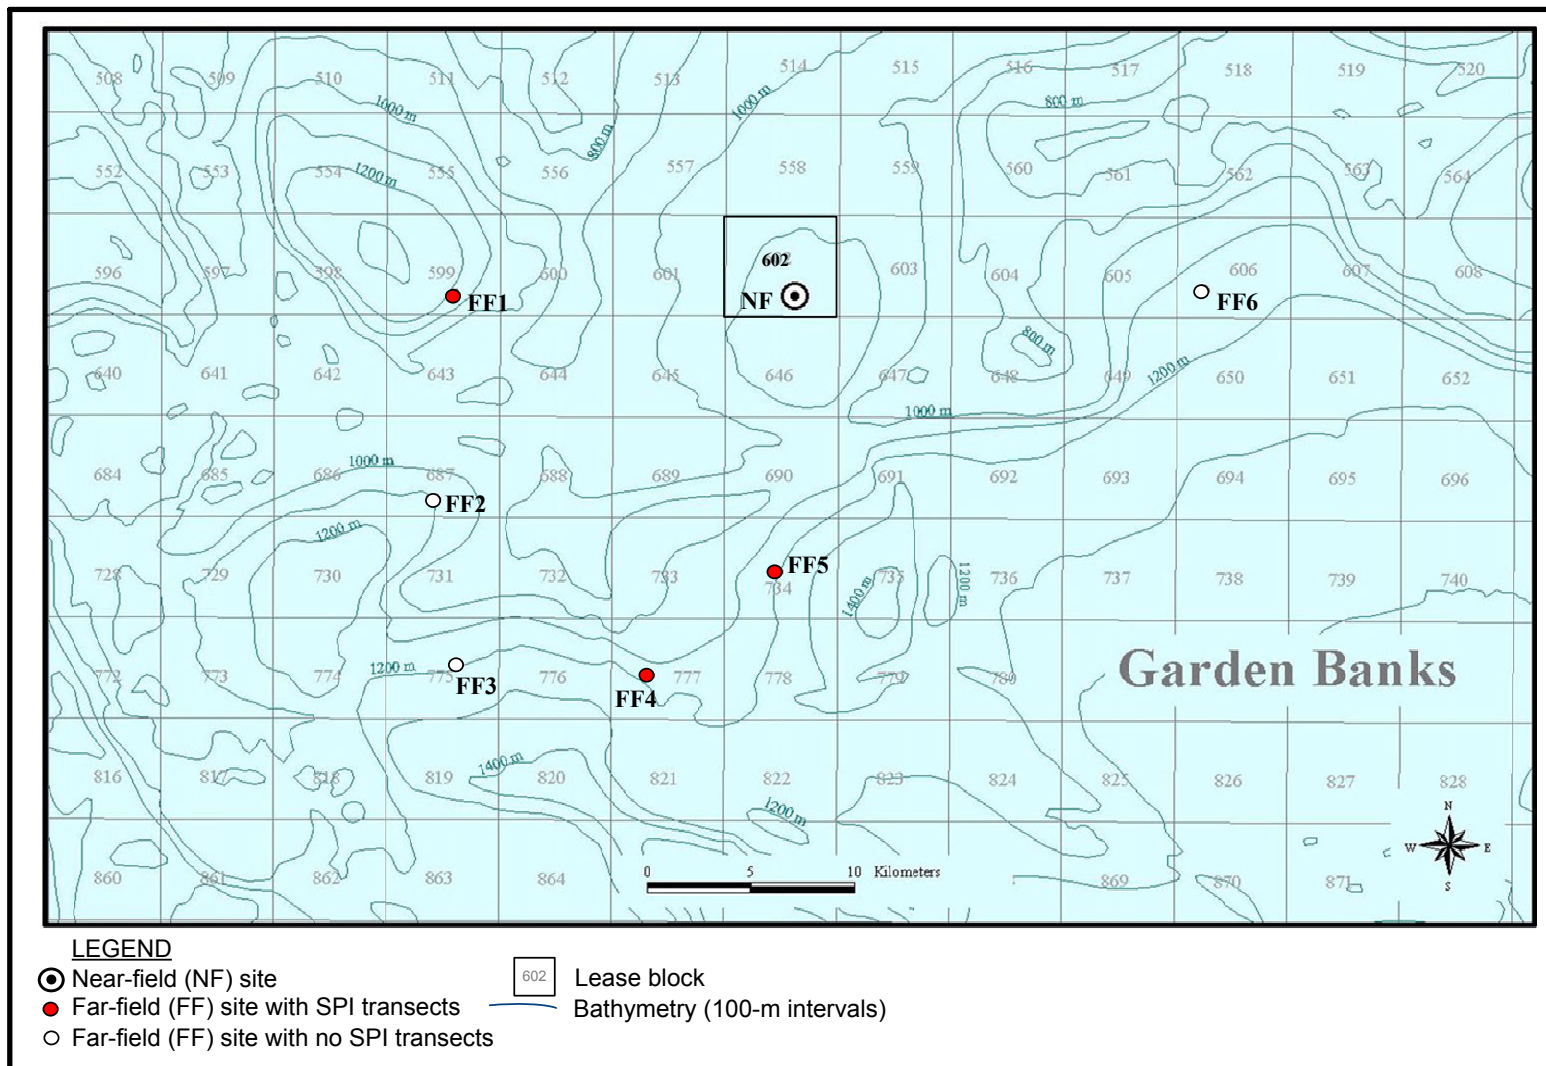 508 509 510 511 512 513 514 515 516 517 518 519 520
1000 m 1000 m 800 m
800 m
552 553 554 555 556 557 558 559 560 561 562 563 564
1200 m
596 597 598 599 600 601 602 603 604 605 606 607 608
FF1 NF FF6
800 m
640 641 642 643 644 645 646 647 648 649 650 651 652
1200 m
1000 m
1000 m
684 685 686 687 688 689 690 691 692 693 694 695 696
FF2
1200 m
FF5
728 729 730 731 732 733 734 735 736 737 738 739 740
1400 m 1200 m
1200 m
772 773 774 775 776 777 778 779 780
Garden Banks
FF3 FF4
1400 m
816 817 818 819 820 821 822 823 824 825 826 827 828
1200 m
N
W E
S
0 5 10 Kilometers
860 861 862 863 864 869 870 871
LEGEND
Near-field (NF) site
Far-field (FF) site with SPI transects
Far-field (FF) site with no SPI transects
602 Lease block
Bathymetry (100-m intervals)